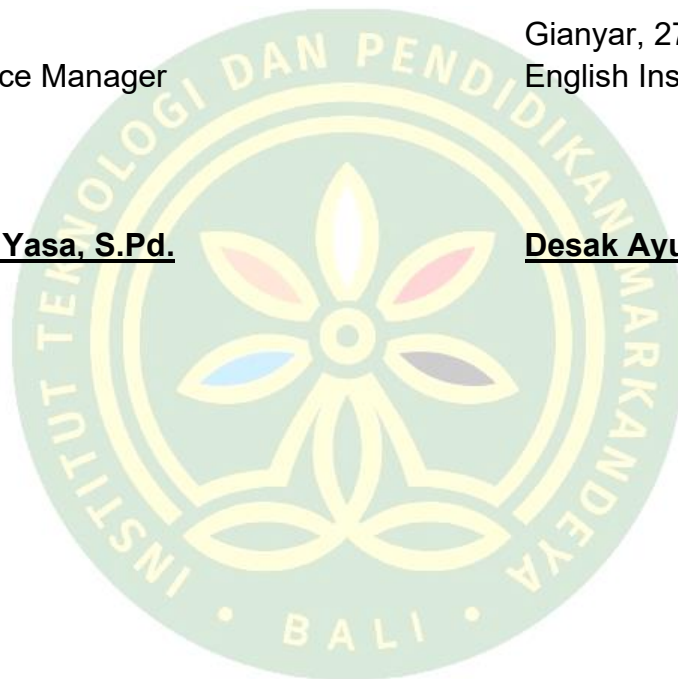 Gianyar, 27
ce Manager English Ins
Yasa, S.Pd. Desak Ayu
INSTITUT TEKNOLOGI DAN PENDIDIKAN MARKANDEYA
• BALI •